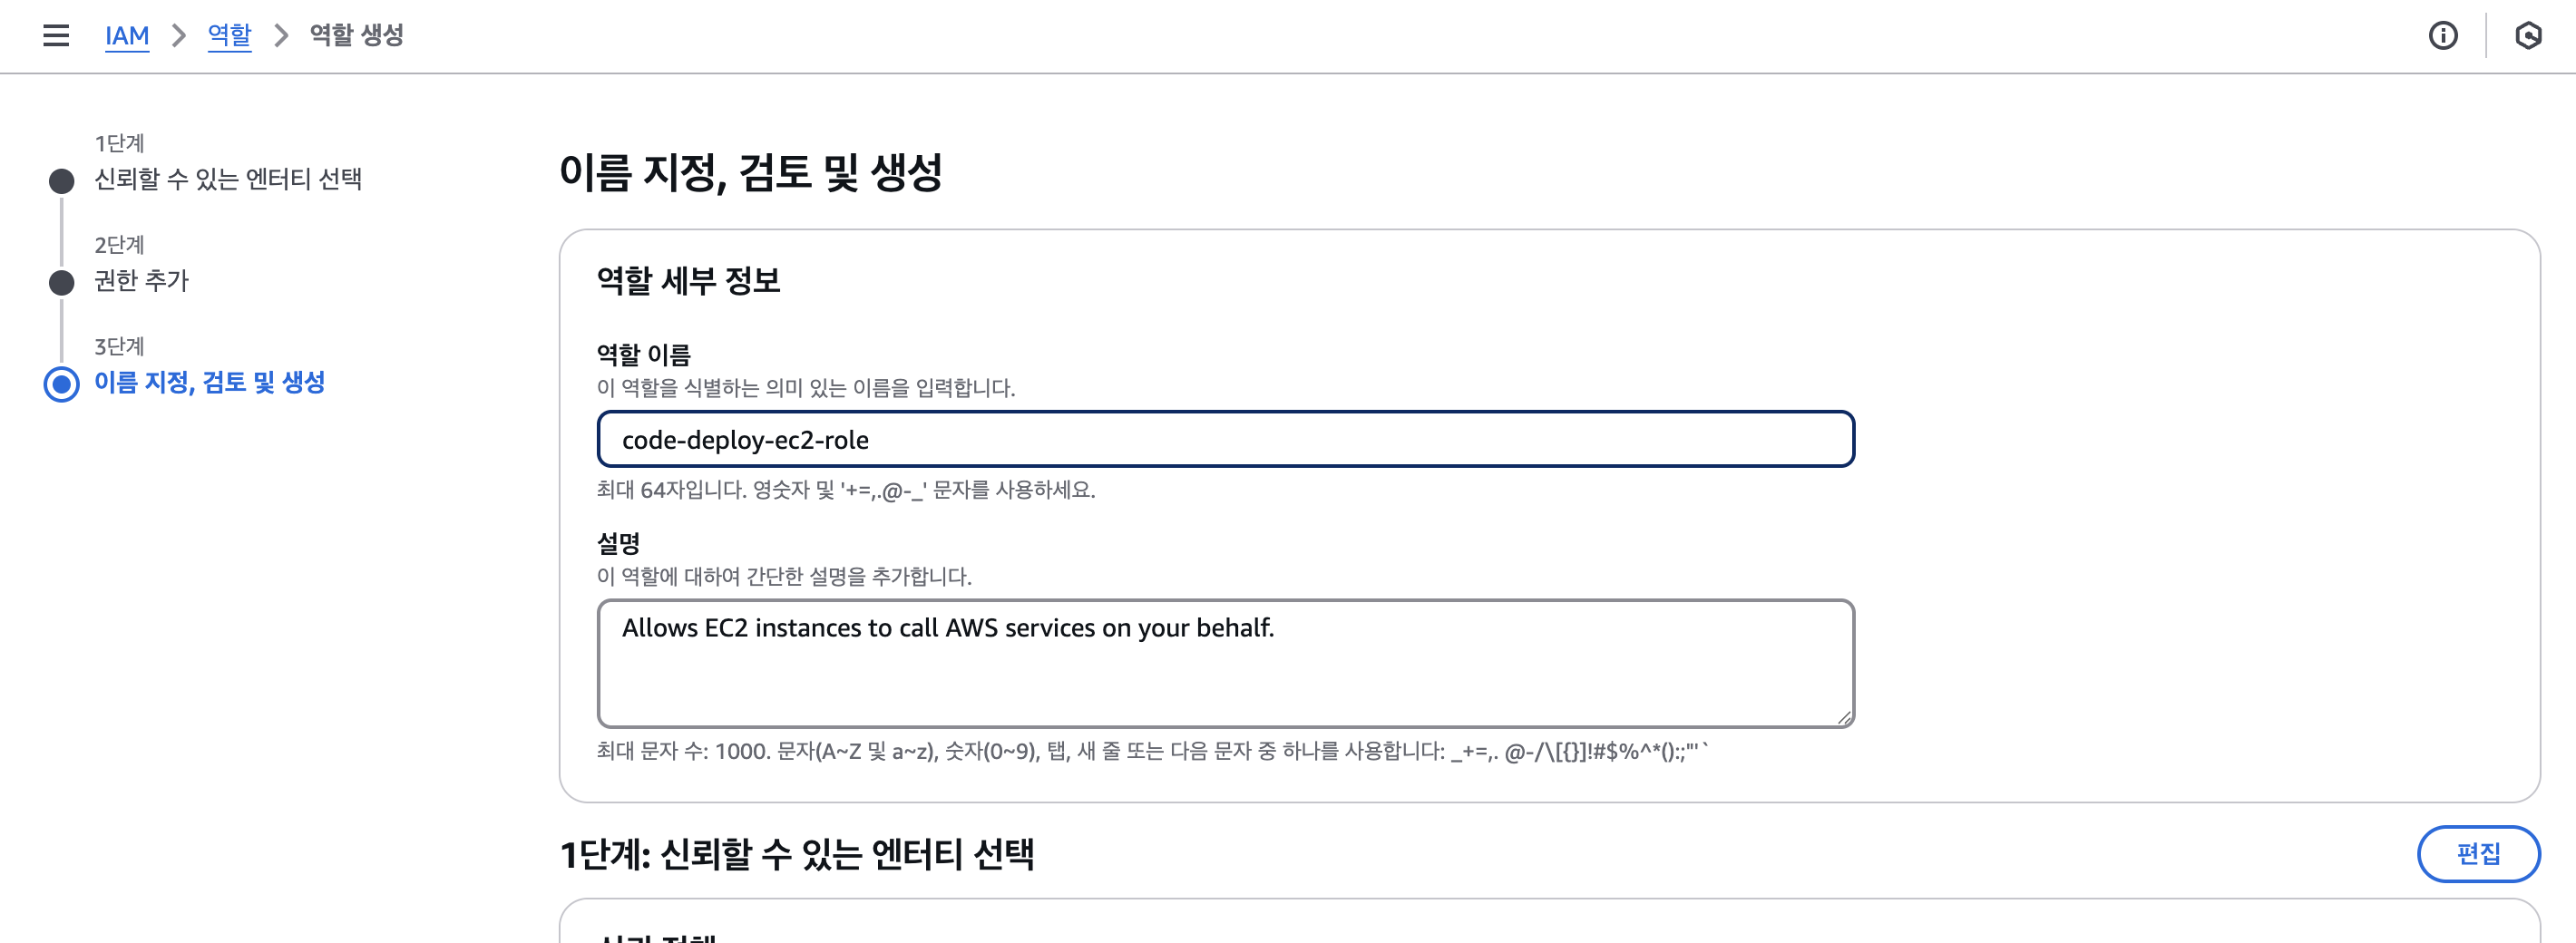 IAM > 역할 > 역할 생성
1단계
신뢰할 수 있는 엔터티 선택
2단계
권한 추가
3단계
이름 지정, 검토 및 생성
이름 지정, 검토 및 생성
역할 세부 정보
역할 이름
이 역할을 식별하는 의미 있는 이름을 입력합니다.
code-deploy-ec2-role
최대 64자입니다. 영숫자 및 '+=,.@-_' 문자를 사용하세요.
설명
이 역할에 대하여 간단한 설명을 추가합니다.
Allows EC2 instances to call AWS services on your behalf.
최대 문자 수: 1000. 문자(A~Z 및 a~z), 숫자(0~9), 탭, 새 줄 또는 다음 문자 중 하나를 사용합니다: _+=,. @-/\[{}]!#$%^*();:"'`
1단계: 신뢰할 수 있는 엔터티 선택
편집